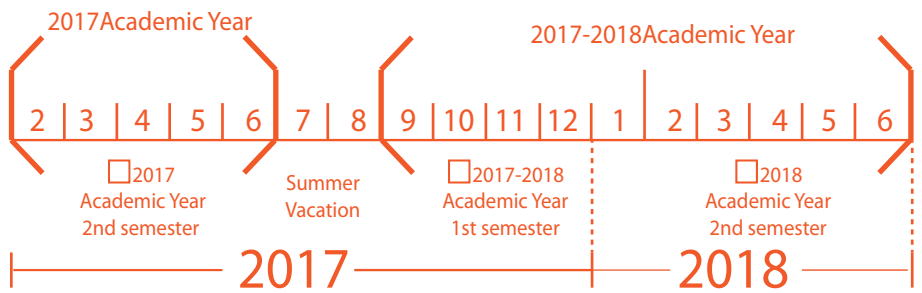 2017Academic Year
2017-2018Academic Year
2 3 4 5 6 7 8 9 10 11 12 1 2 3 4 5 6
□2017
Academic Year
2nd semester
Summer
Vacation
□2017-2018
Academic Year
1st semester
□2018
Academic Year
2nd semester
2017
2018